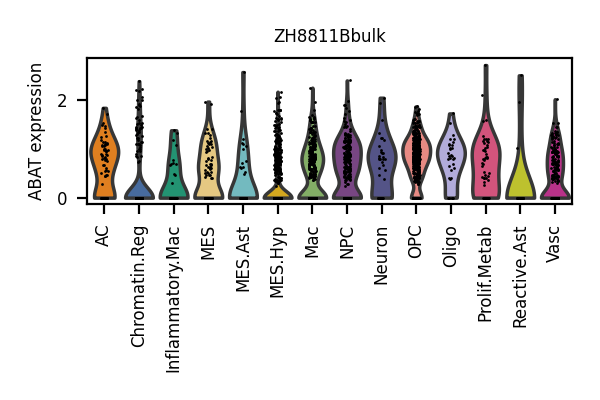 ZH8811Bbulk
ABAT expression
2
0
AC
Chromatin.Reg
Inflammatory.Mac
MES
MES.Ast
MES.Hyp
Mac
NPC
Neuron
OPC
Oligo
Prolif.Metab
Reactive.Ast
Vasc